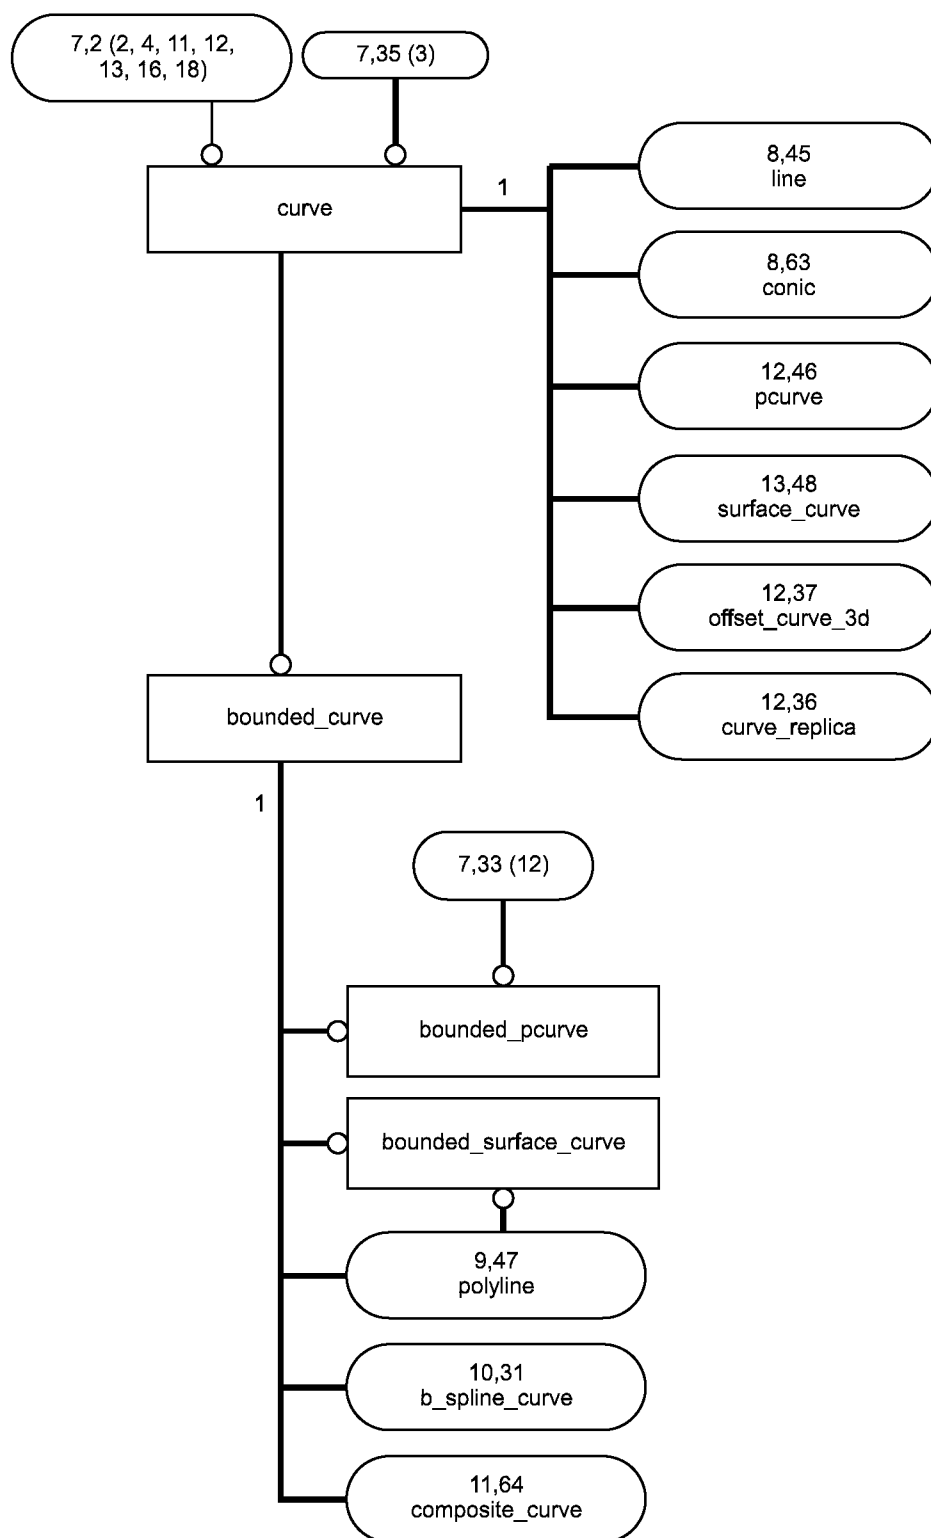 7,2 (2, 4, 11, 12,
13, 16, 18)
7,35 (3)
8,45
line
curve
1
8,63
conic
12,46
pcurve
13,48
surface_curve
12,37
offset_curve_3d
12,36
curve_replica
bounded_curve
1
7,33 (12)
bounded_pcurve
bounded_surface_curve
9,47
polyline
10,31
b_spline_curve
11,64
composite_curve